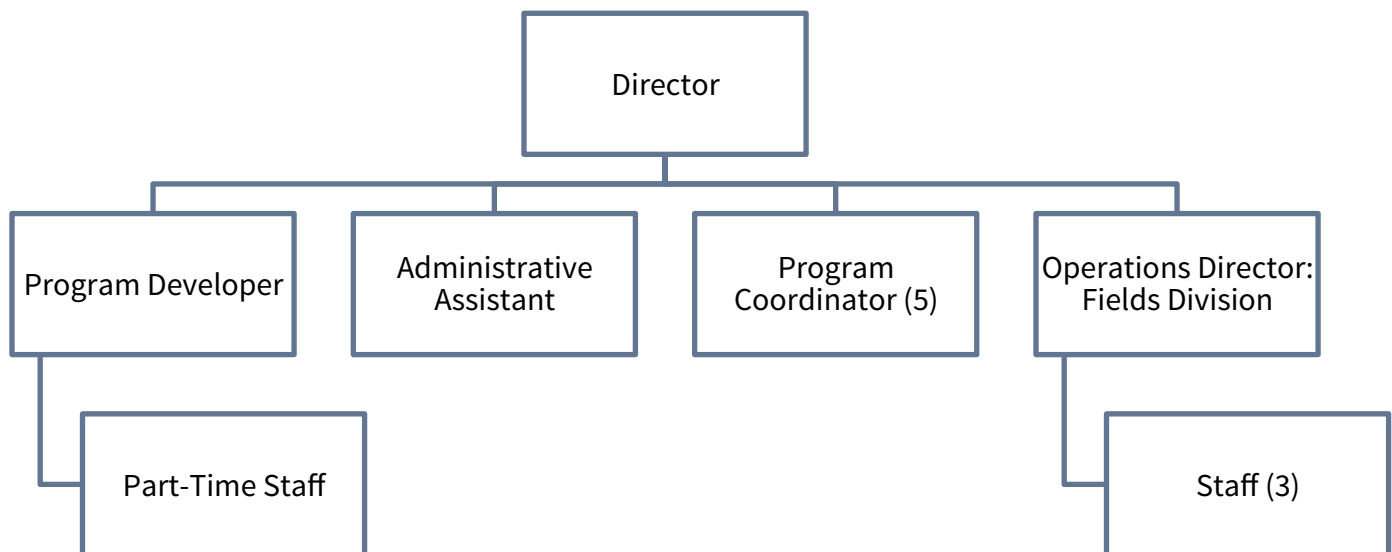 Director
Program Developer
Administrative
Assistant
Program
Coordinator (5)
Operations Director:
Fields Division
Part-Time Staff
Staff (3)